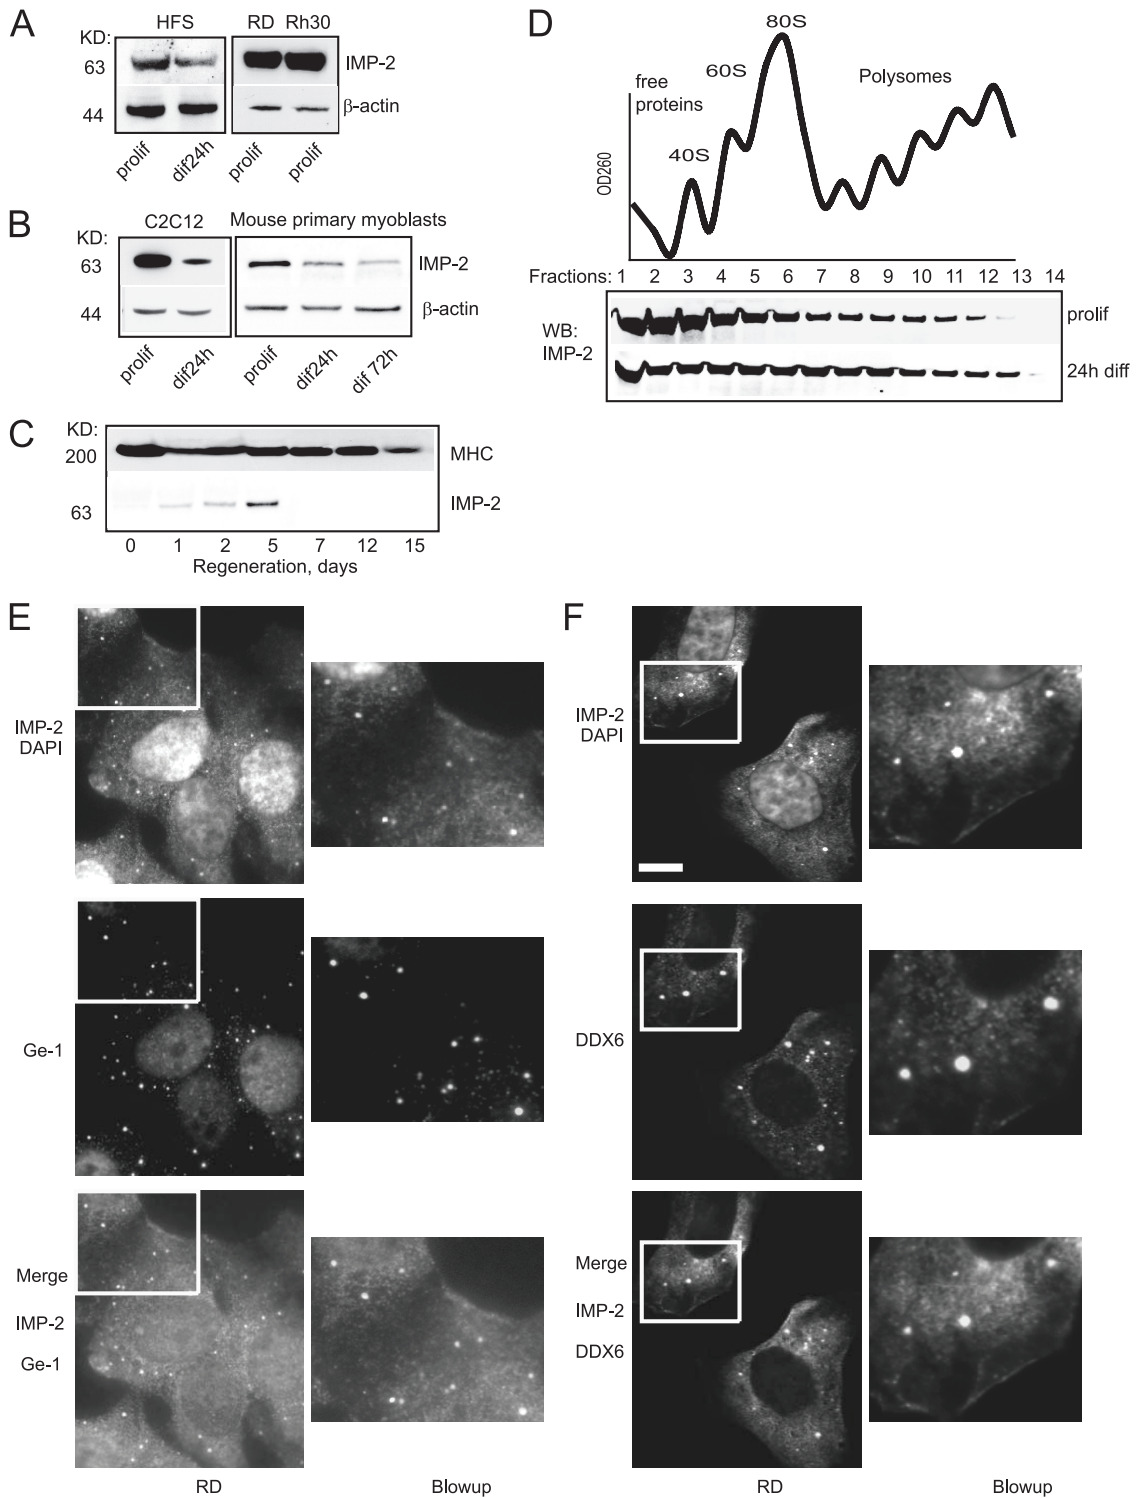 A
HFS RD Rh30
KD:
63 IMP-2
44 β-actin
prolif dif24h prolif prolif
B
C2C12 Mouse primary myoblasts
KD:
63 IMP-2
44 β-actin
prolif dif24h prolif dif24h dif 72h
C
KD:
200 MHC
63 IMP-2
0 1 2 5 7 12 15
Regeneration, days
D
80S
60S
Polysomes
free
proteins
40S
OD260
Fractions: 1 2 3 4 5 6 7 8 9 10 11 12 13 14
WB:
IMP-2
prolif
24h diff
E
IMP-2
DAPI
Ge-1
Merge
IMP-2
Ge-1
RD Blowup
F
IMP-2
DAPI
DDX6
Merge
IMP-2
DDX6
RD Blowup